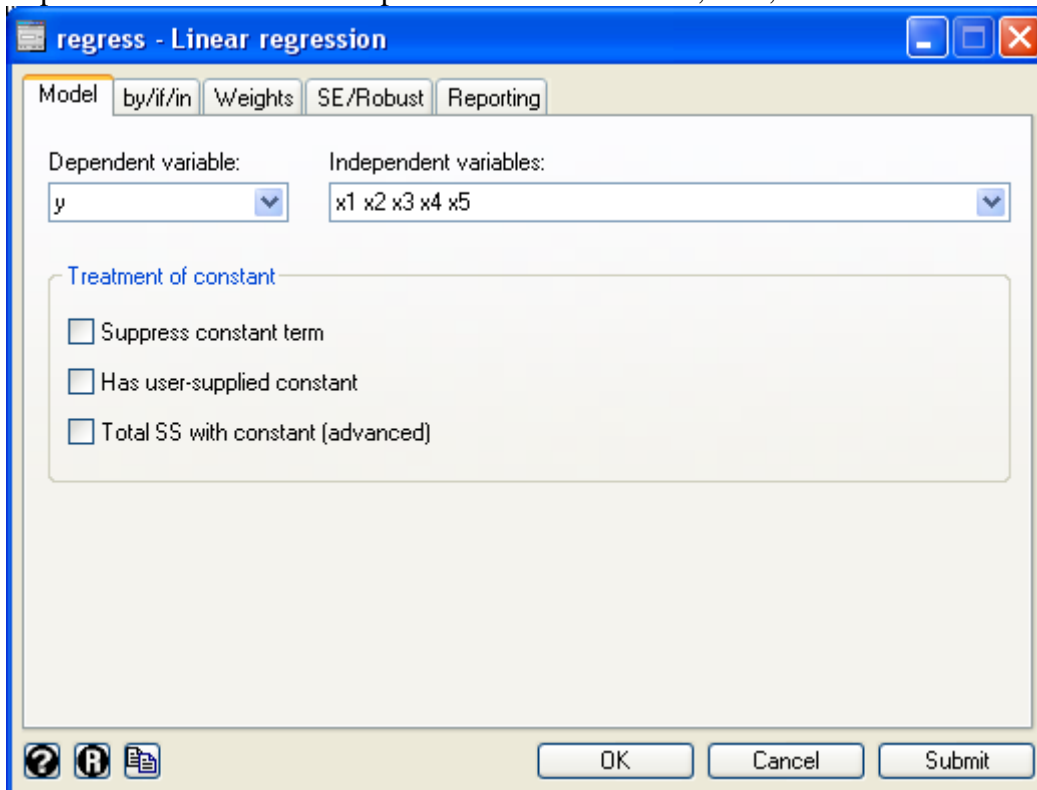 regress - Linear regression
Model by/if/in Weights SE/Robust Reporting
Dependent variable: Independent variables:
y x1 x2 x3 x4 x5
Treatment of constant
Suppress constant term
Has user-supplied constant
Total SS with constant (advanced)
? R OK Cancel Submit